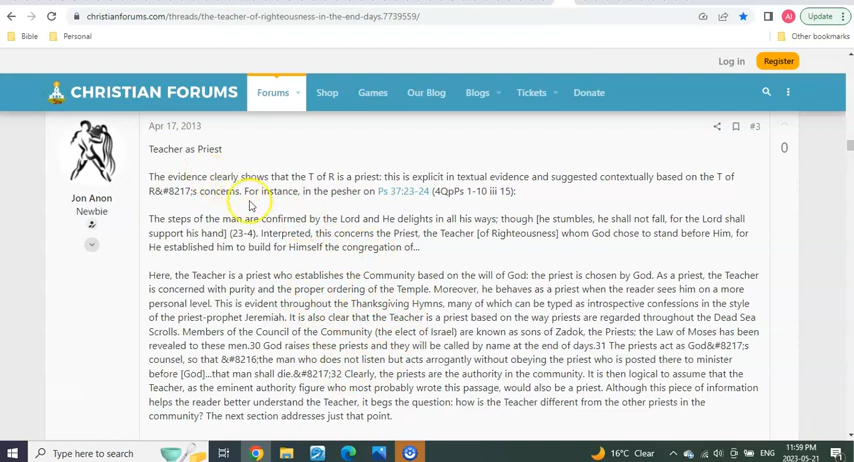 christianforums.com/threads/the-teacher-of-righteousness-in-the-end-days.7739559/
AI
Update
Bible
Personal
Other bookmarks
Log in
Register
CHRISTIAN FORUMS
Forums
Shop
Games
Our Blog
Blogs
Tickets
Donate
Apr 17, 2013
#3
0
Jon Anon
Newbie
Teacher as Priest
The evidence clearly shows that the T of R is a priest: this is explicit in textual evidence and suggested contextually based on the T of
R&#8217;s concerns. For instance, in the pesher on Ps 37:23-24 (4QpPs 1-10 iii 15):
The steps of the man are confirmed by the Lord and He delights in all his ways; though [he stumbles, he shall not fall, for the Lord shall
support his hand] (23-4). Interpreted, this concerns the Priest, the Teacher [of Righteousness] whom God chose to stand before Him, for
He established him to build for Himself the congregation of...
Here, the Teacher is a priest who establishes the Community based on the will of God: the priest is chosen by God. As a priest, the Teacher
is concerned with purity and the proper ordering of the Temple. Moreover, he behaves as a priest when the reader sees him on a more
personal level. This is evident throughout the Thanksgiving Hymns, many of which can be typed as introspective confessions in the style
of the priest-prophet Jeremiah. It is also clear that the Teacher is a priest based on the way priests are regarded throughout the Dead Sea
Scrolls. Members of the Council of the Community (the elect of Israel) are known as sons of Zadok, the Priests; the Law of Moses has been
revealed to these men.30 God raises these priests and they will be called by name at the end of days.31 The priests act as God&#8217;s
counsel, so that &#8216;the man who does not listen but acts arrogantly without obeying the priest who is posted there to minister
before [God]...that man shall die.&#8217;32 Clearly, the priests are the authority in the community. It is then logical to assume that the
Teacher, as the eminent authority figure who most probably wrote this passage, would also be a priest. Although this piece of information
helps the reader better understand the Teacher, it begs the question: how is the Teacher different from the other priests in the
community? The next section addresses just that point.
Type here to search
16°C Clear
ENG
11:59 PM
2023-05-21